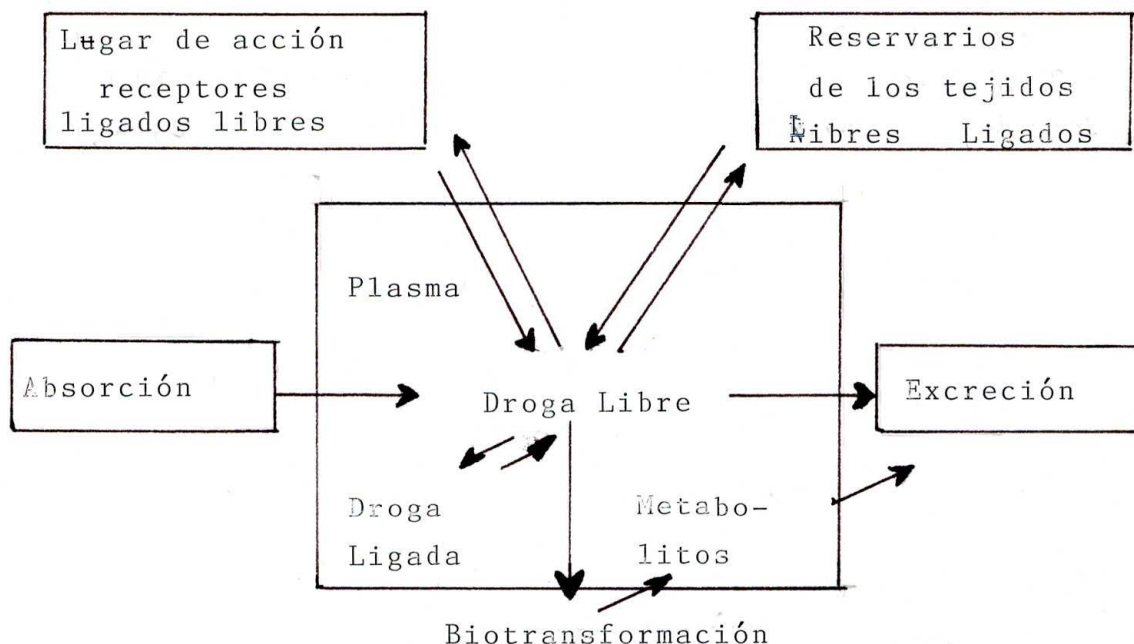 Lugar de acción
receptores
ligados libres
Reservarios
de los tejidos
Libres Ligados
Plasma
Absorción
Droga Libre
Excreción
Droga
Ligada
Metabo-
litos
Biotransformación